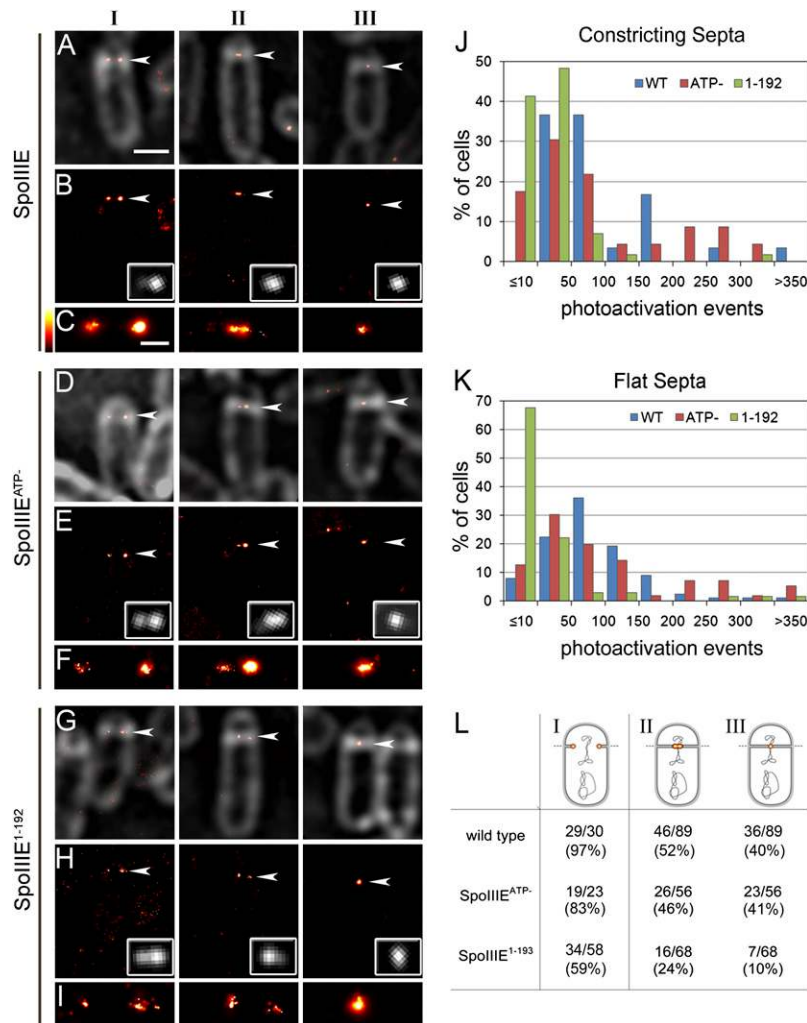 I II III
SpoIIIE
A
B
C
SpoIIIE^ATP-
D
E
F
SpoIIIE^1-192
G
H
I
J Constricting Septa
WT ATP- 1-192
% of cells
50
40
30
20
10
0
≤10 50 100 150 200 250 300 >350
photoactivation events
K Flat Septa
WT ATP- 1-192
% of cells
70
60
50
40
30
20
10
0
≤10 50 100 150 200 250 300 >350
photoactivation events
L I II III
wild type 29/30 46/89 36/89
(97%) (52%) (40%)
SpoIIIE^ATP- 19/23 26/56 23/56
(83%) (46%) (41%)
SpoIIIE^1-193 34/58 16/68 7/68
(59%) (24%) (10%)